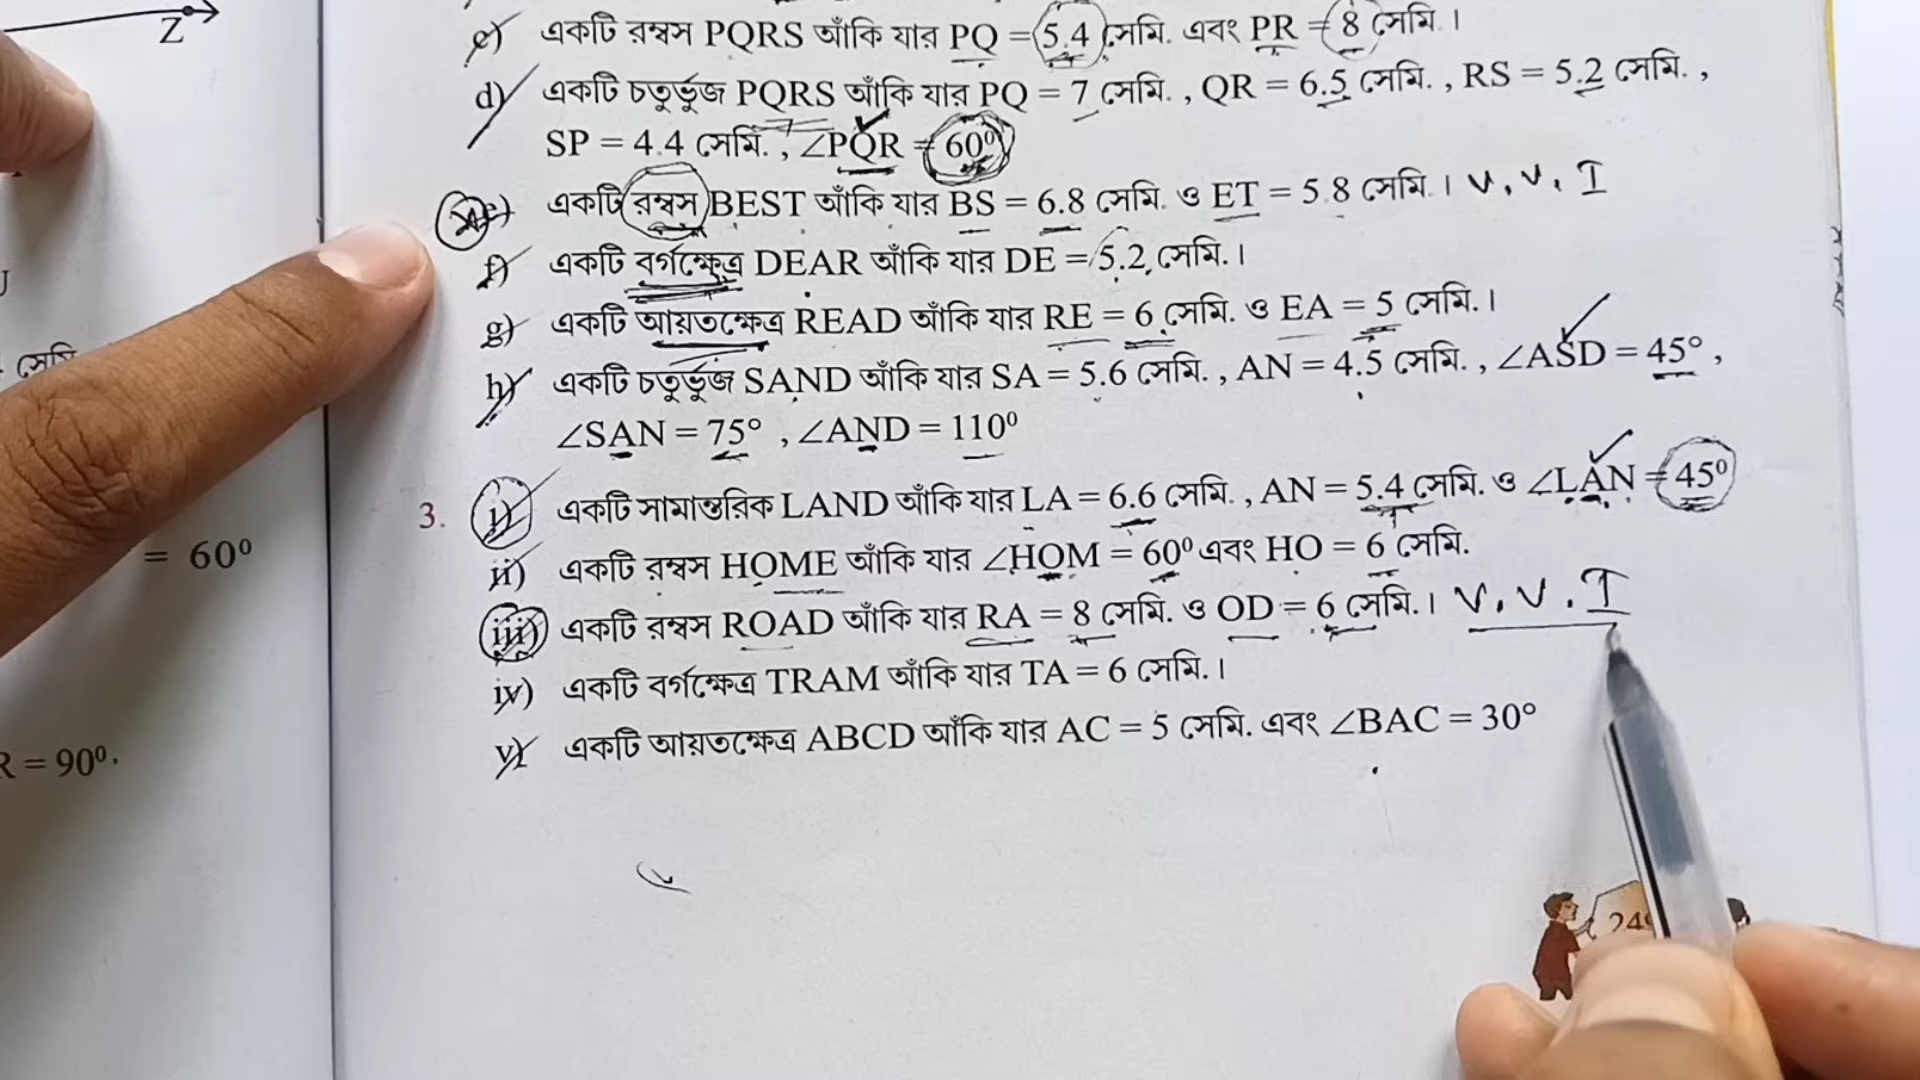 Z
c) একটি রম্বস PQRS আঁকি যার PQ = 5.4 সেমি. এবং PR = 8 সেমি.।
d) একটি চতুর্ভুজ PQRS আঁকি যার PQ = 7 সেমি., QR = 6.5 সেমি., RS = 5.2 সেমি.,
SP = 4.4 সেমি., ∠PQR = 60⁰
e) একটি রম্বস BEST আঁকি যার BS = 6.8 সেমি. ও ET = 5.8 সেমি.। V. V. I
f) একটি বর্গক্ষেত্র DEAR আঁকি যার DE = 5.2 সেমি.।
g) একটি আয়তক্ষেত্র READ আঁকি যার RE = 6 সেমি. ও EA = 5 সেমি.।
h) একটি চতুর্ভুজ SAND আঁকি যার SA = 5.6 সেমি., AN = 4.5 সেমি., ∠ASD = 45°,
∠SAN = 75°, ∠AND = 110⁰
3. i) একটি সামান্তরিক LAND আঁকি যার LA = 6.6 সেমি., AN = 5.4 সেমি. ও ∠LAN = 45⁰
ii) একটি রম্বস HOME আঁকি যার ∠HOM = 60⁰ এবং HO = 6 সেমি.
iii) একটি রম্বস ROAD আঁকি যার RA = 8 সেমি. ও OD = 6 সেমি.। V. V. I
iv) একটি বর্গক্ষেত্র TRAM আঁকি যার TA = 6 সেমি.।
v) একটি আয়তক্ষেত্র ABCD আঁকি যার AC = 5 সেমি. এবং ∠BAC = 30°
সেমি
= 60⁰
R = 90⁰.